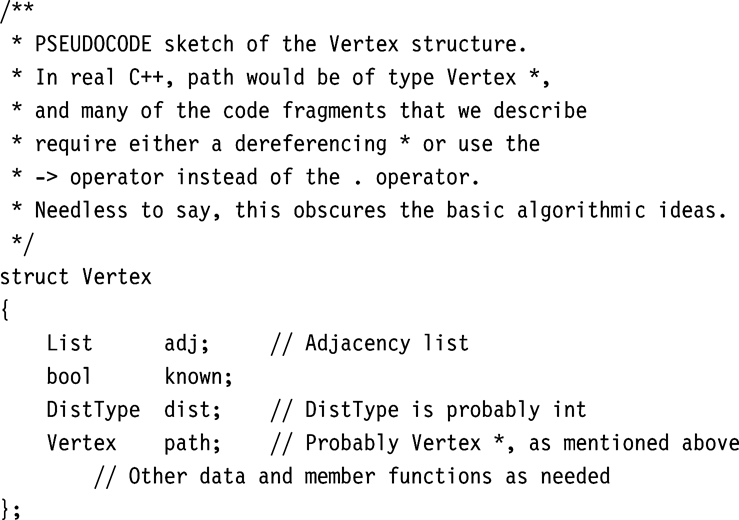 /**
 * PSEUDOCODE sketch of the Vertex structure.
 * In real C++, path would be of type Vertex *,
 * and many of the code fragments that we describe
 * require either a dereferencing * or use the
 * -> operator instead of the . operator.
 * Needless to say, this obscures the basic algorithmic ideas.
 */
struct Vertex
{
    List      adj;     // Adjacency list
    bool      known;
    DistType  dist;    // DistType is probably int
    Vertex    path;    // Probably Vertex *, as mentioned above
        // Other data and member functions as needed
};